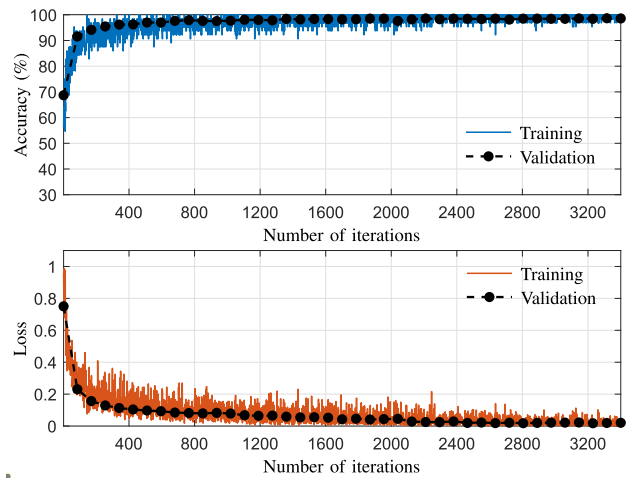 100
90
80
70
60
50
40
30
Accuracy (%)
Training
Validation
400 800 1200 1600 2000 2400 2800 3200
Number of iterations
1
0.8
0.6
0.4
0.2
0
Loss
Training
Validation
400 800 1200 1600 2000 2400 2800 3200
Number of iterations